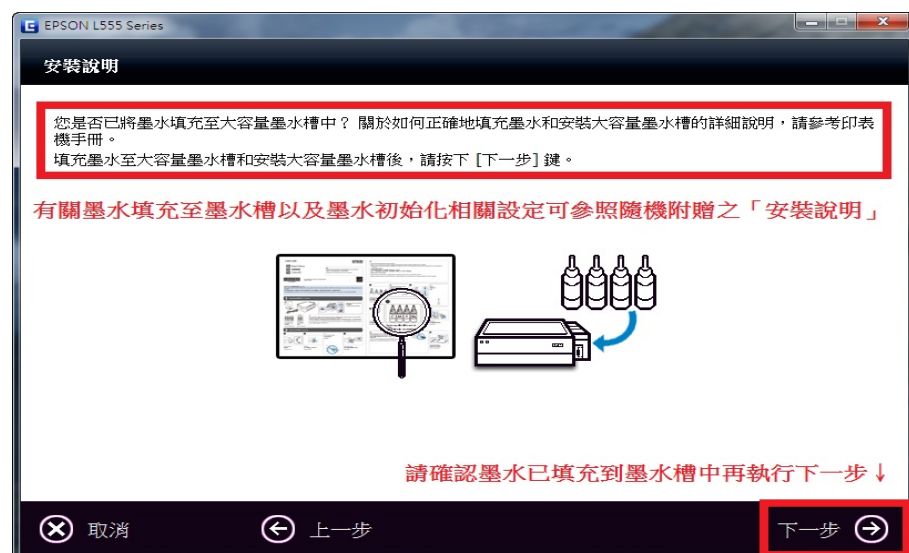 EPSON L555 Series
安裝說明
您是否已將墨水填充至大容量墨水槽中？ 關於如何正確地填充墨水和安裝大容量墨水槽的詳細說明，請參考印表
機手冊。
填充墨水至大容量墨水槽和安裝大容量墨水槽後，請按下 [下一步] 鍵。
有關墨水填充至墨水槽以及墨水初始化相關設定可參照隨機附贈之「安裝說明」
請確認墨水已填充到墨水槽中再執行下一步↓
取消
上一步
下一步